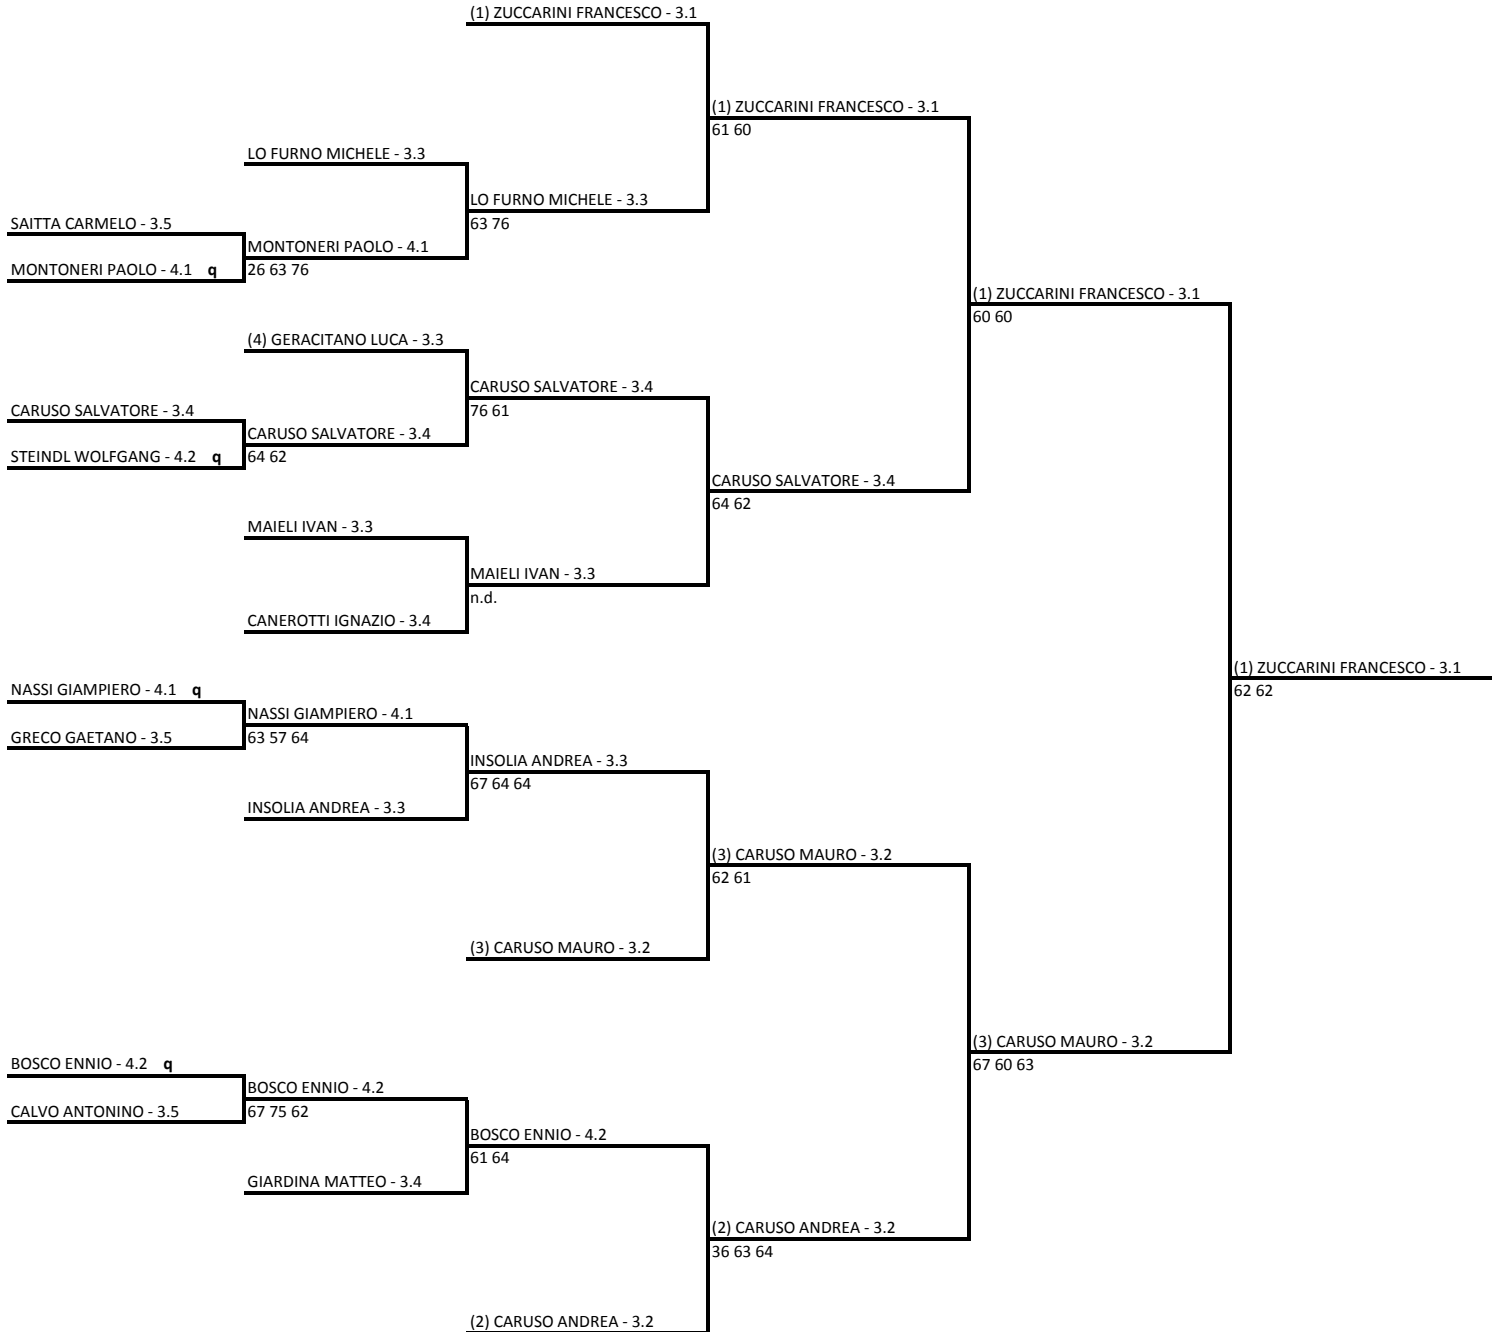 (1) ZUCCARINI FRANCESCO - 3.1
(1) ZUCCARINI FRANCESCO - 3.1
61 60
LO FURNO MICHELE - 3.3
LO FURNO MICHELE - 3.3
63 76
SAITTA CARMELO - 3.5
MONTONERI PAOLO - 4.1
MONTONERI PAOLO - 4.1 q
26 63 76
(1) ZUCCARINI FRANCESCO - 3.1
60 60
(4) GERACITANO LUCA - 3.3
CARUSO SALVATORE - 3.4
76 61
CARUSO SALVATORE - 3.4
CARUSO SALVATORE - 3.4
STEINDL WOLFGANG - 4.2 q
64 62
CARUSO SALVATORE - 3.4
64 62
MAIELI IVAN - 3.3
MAIELI IVAN - 3.3
n.d.
CANEROTTI IGNAZIO - 3.4
(1) ZUCCARINI FRANCESCO - 3.1
62 62
NASSI GIAMPIERO - 4.1 q
NASSI GIAMPIERO - 4.1
GRECO GAETANO - 3.5
63 57 64
INSOLIA ANDREA - 3.3
67 64 64
INSOLIA ANDREA - 3.3
(3) CARUSO MAURO - 3.2
62 61
(3) CARUSO MAURO - 3.2
(3) CARUSO MAURO - 3.2
67 60 63
BOSCO ENNIO - 4.2 q
BOSCO ENNIO - 4.2
CALVO ANTONINO - 3.5
67 75 62
BOSCO ENNIO - 4.2
61 64
GIARDINA MATTEO - 3.4
(2) CARUSO ANDREA - 3.2
36 63 64
(2) CARUSO ANDREA - 3.2